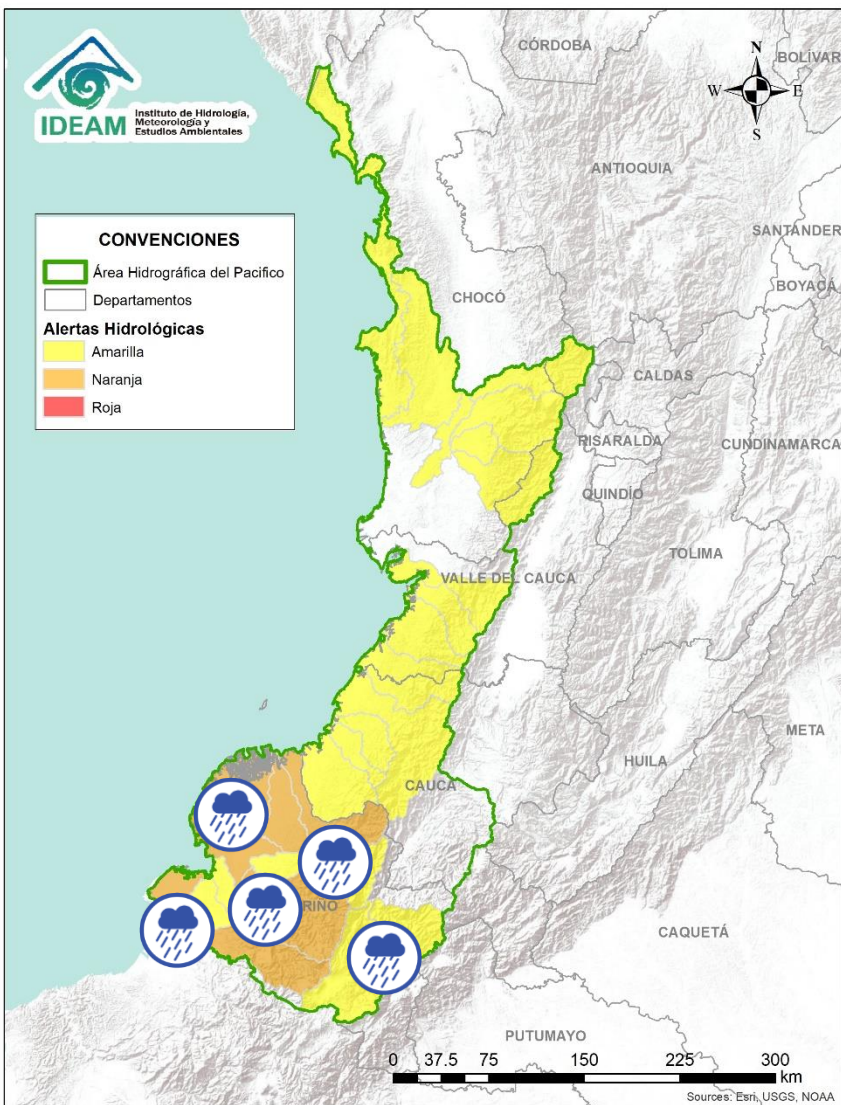 IDEAM
Instituto de Hidrología,
Meteorología y
Estudios Ambientales
CÓRDOBA
BOLÍVAR
N
W
E
S
ANTIOQUIA
SANTÁNDER
BOYACÁ
CONVENCIONES
Área Hidrográfica del Pacifico
Departamentos
Alertas Hidrológicas
Amarilla
Naranja
Roja
CHOCÓ
CALDAS
RISARALDA
CUNDINAMARCA
QUINDÍO
TOLIMA
VALLE DEL CAUCA
META
HUILA
CAUCA
RIÑO
CAQUETÁ
PUTUMAYO
0 37.5 75 150 225 300
km
Sources: Esri, USGS, NOAA